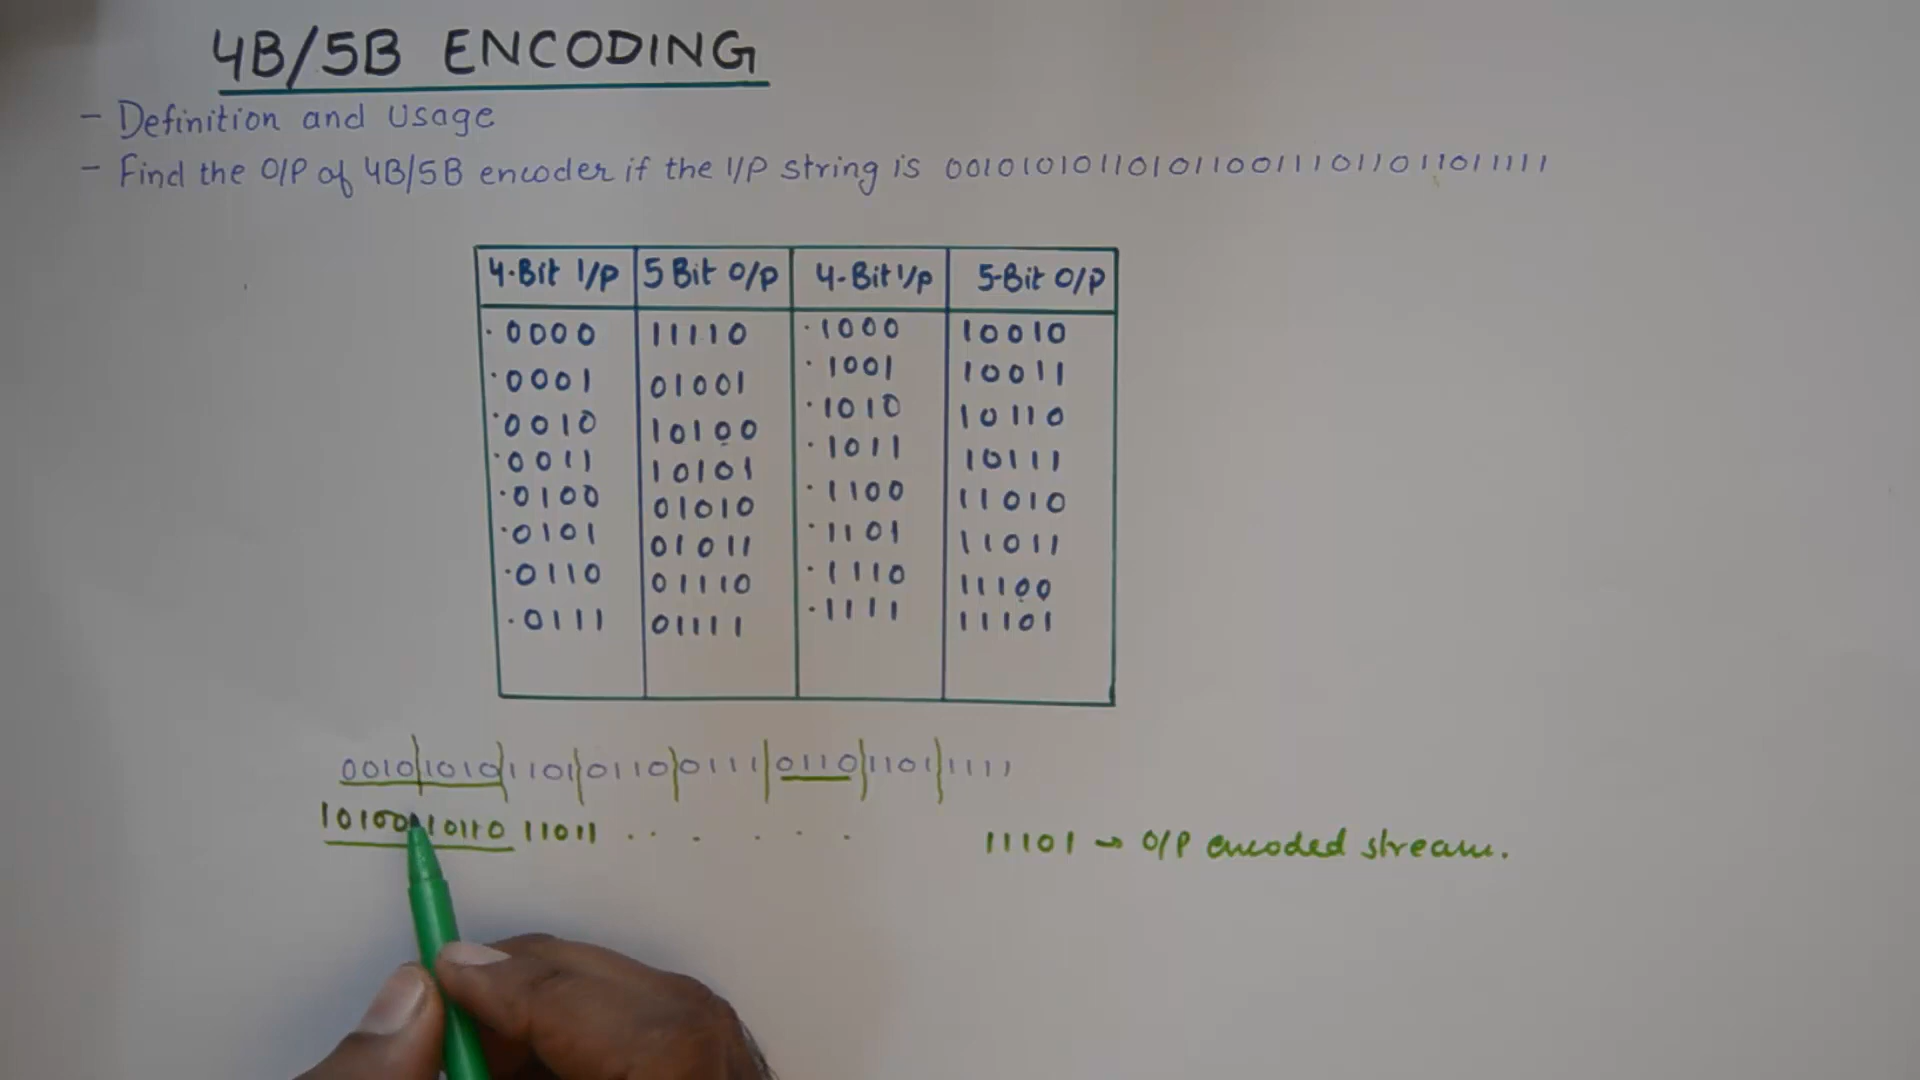 4B/5B ENCODING
- Definition and Usage
- Find the O/P of 4B/5B encoder if the I/P string is 00101010110101100111011011011111
4-Bit I/P 5 Bit O/P 4-Bit I/P 5-Bit O/P
0000 11110 1000 10010
0001 01001 1001 10011
0010 10100 1010 10110
0011 10101 1011 10111
0100 01010 1100 11010
0101 01011 1101 11011
0110 01110 1110 11100
0111 01111 1111 11101
0010|1010|1101|0110|0111|0110|1101|1111
10100 10110 11011 . . . . . . 11101 → O/P encoded stream.